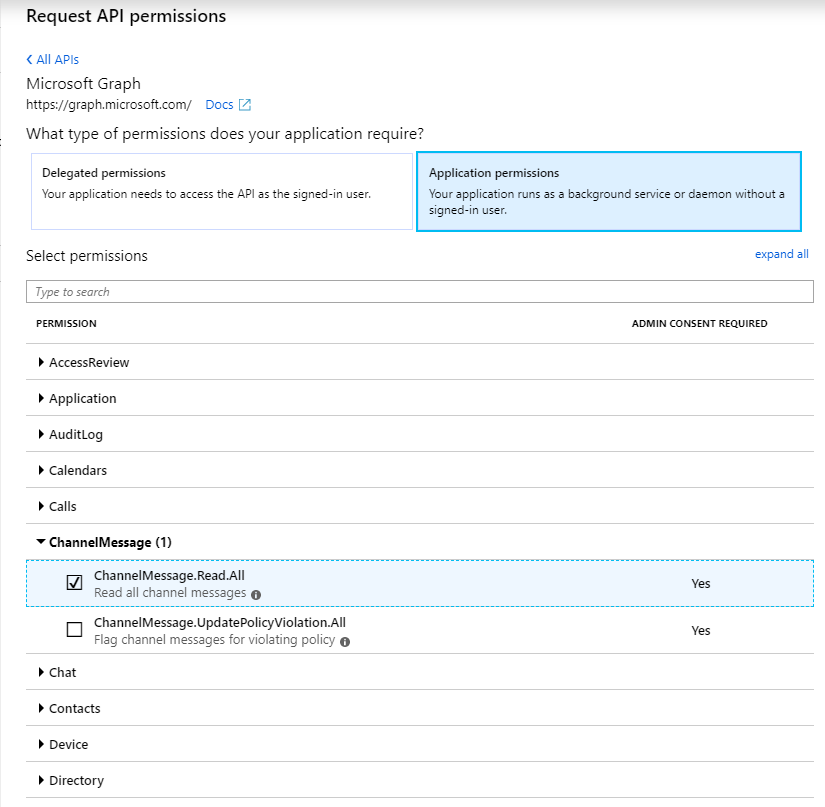 Request API permissions
All APIs
Microsoft Graph
https://graph.microsoft.com/ Docs
What type of permissions does your application require?
Delegated permissions
Your application needs to access the API as the signed-in user.
Application permissions
Your application runs as a background service or daemon without a
signed-in user.
Select permissions
expand all
Type to search
PERMISSION ADMIN CONSENT REQUIRED
AccessReview
Application
AuditLog
Calendars
Calls
ChannelMessage (1)
ChannelMessage.Read.All
Read all channel messages
Yes
ChannelMessage.UpdatePolicyViolation.All
Flag channel messages for violating policy
Yes
Chat
Contacts
Device
Directory